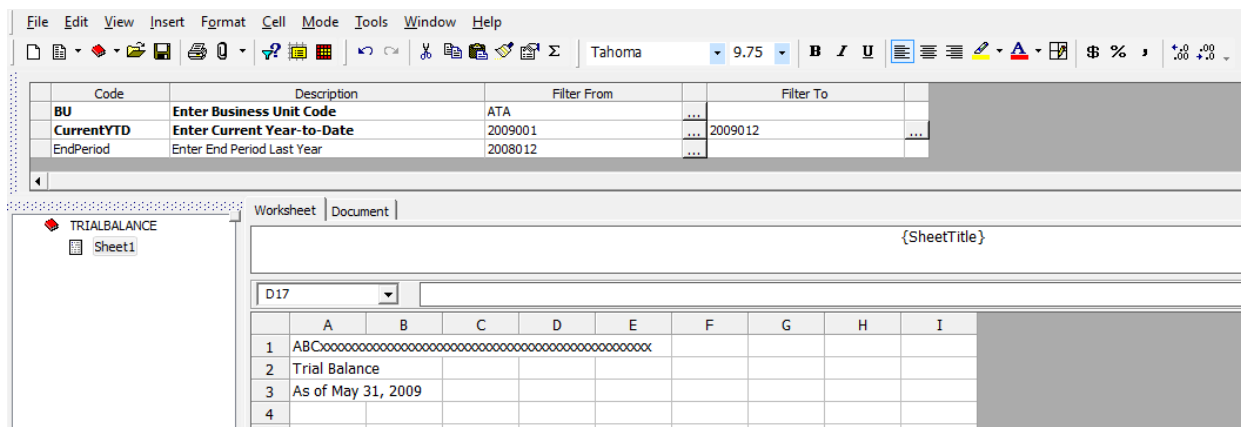 File Edit View Insert Format Cell Mode Tools Window Help
Tahoma 9.75 B I U A $ % ,
Code Description Filter From Filter To
BU Enter Business Unit Code ATA ...
CurrentYTD Enter Current Year-to-Date 2009001 ... 2009012 ...
EndPeriod Enter End Period Last Year 2008012 ...
Worksheet Document
TRIALBALANCE
Sheet1
{SheetTitle}
D17
A B C D E F G H I
1 ABCxxxxxxxxxxxxxxxxxxxxxxxxxxxxxxxxxxxxxxxxxxxxxxx
2 Trial Balance
3 As of May 31, 2009
4